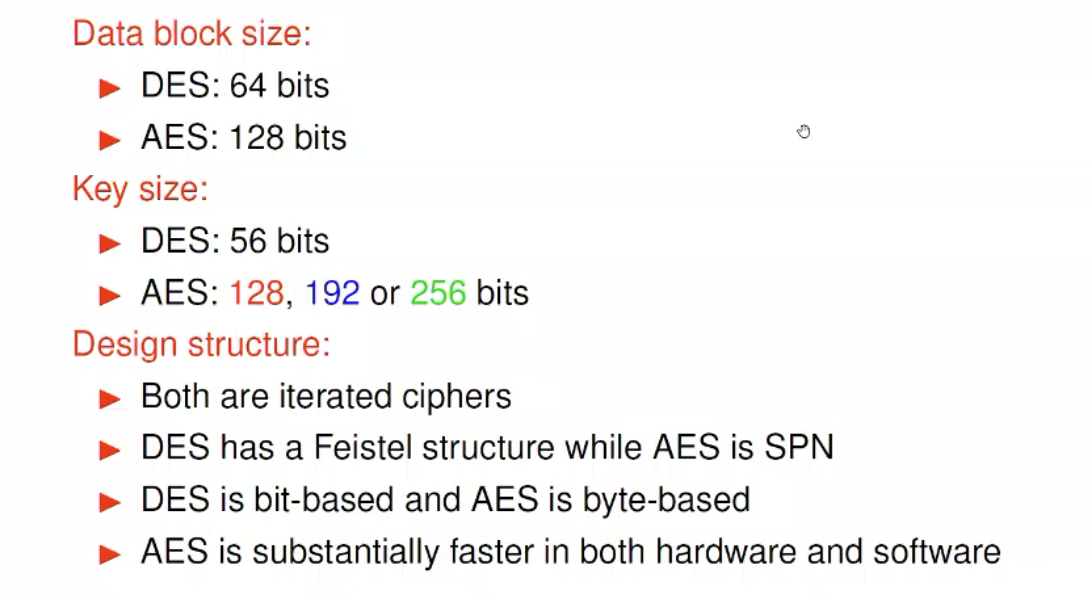 Data block size:
▶ DES: 64 bits
▶ AES: 128 bits
Key size:
▶ DES: 56 bits
▶ AES: 128, 192 or 256 bits
Design structure:
▶ Both are iterated ciphers
▶ DES has a Feistel structure while AES is SPN
▶ DES is bit-based and AES is byte-based
▶ AES is substantially faster in both hardware and software